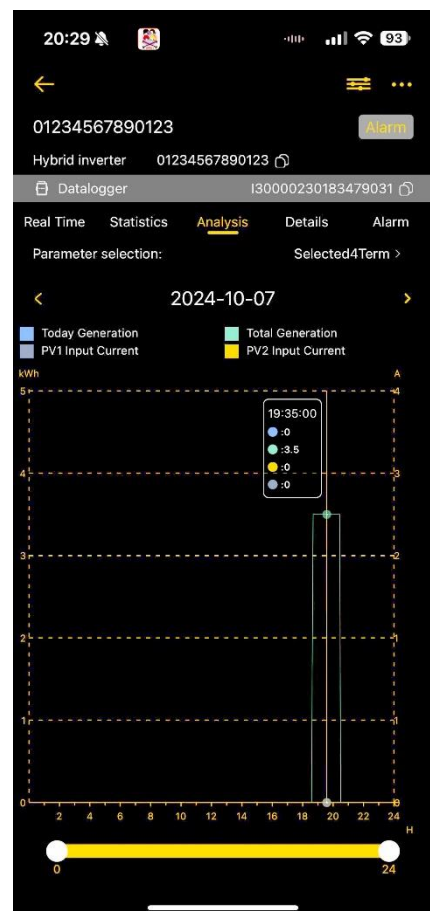 20:29
93
01234567890123
Alarm
Hybrid inverter 01234567890123
Datalogger I30000230183479031
Real Time Statistics Analysis Details Alarm
Parameter selection: Selected4Term >
< 2024-10-07 >
Today Generation Total Generation
PV1 Input Current PV2 Input Current
kWh A
5 4
19:35:00
:0
:3.5
:0
:0
4 3
3 2
2 1
1
0 0
2 4 6 8 10 12 14 16 18 20 22 24
H
0 24